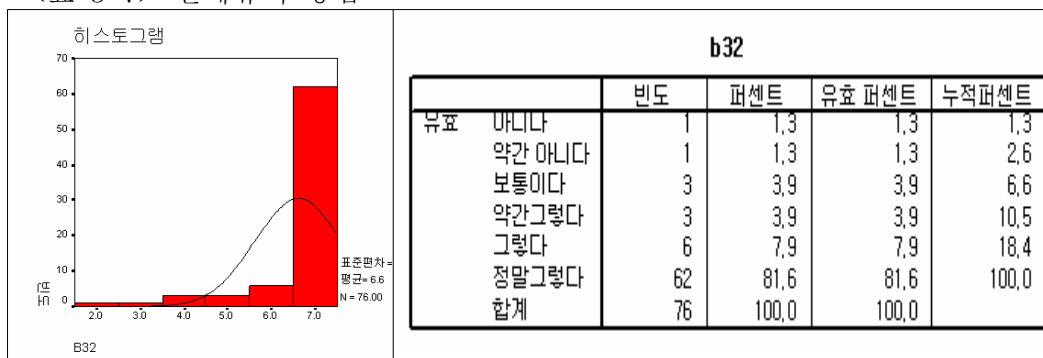 히스토그램
70
60
50
40
30
20
10
0
빈도
2.0 3.0 4.0 5.0 6.0 7.0
표준편차 =
평균= 6.6
N = 76.00
B32
b32
빈도 퍼센트 유효 퍼센트 누적퍼센트
유효 아니다 1 1,3 1,3 1,3
약간 아니다 1 1,3 1,3 2,6
보통이다 3 3,9 3,9 6,6
약간그렇다 3 3,9 3,9 10,5
그렇다 6 7,9 7,9 18,4
정말그렇다 62 81,6 81,6 100,0
합계 76 100,0 100,0